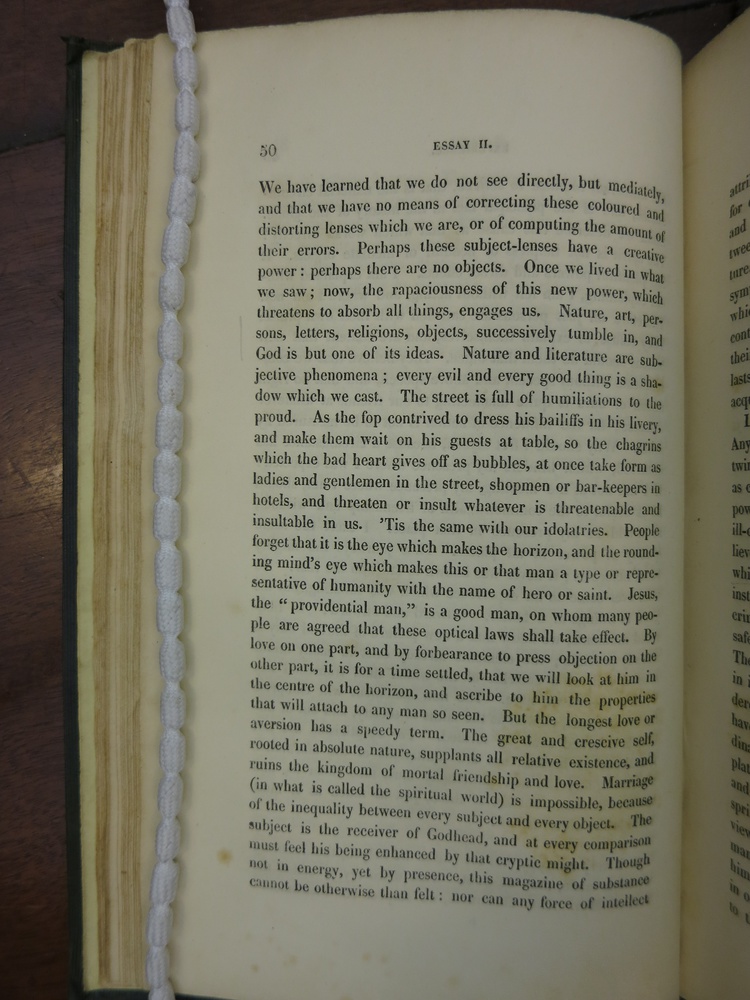 50
ESSAY II.
We have learned that we do not see directly, but mediately,
and that we have no means of correcting these coloured and
distorting lenses which we are, or of computing the amount of
their errors. Perhaps these subject-lenses have a creative
power: perhaps there are no objects. Once we lived in what
we saw; now, the rapaciousness of this new power, which
threatens to absorb all things, engages us. Nature, art, per-
sons, letters, religions, objects, successively tumble in, and
God is but one of its ideas. Nature and literature are sub-
jective phenomena; every evil and every good thing is a sha-
dow which we cast. The street is full of humiliations to the
proud. As the fop contrived to dress his bailiffs in his livery,
and make them wait on his guests at table, so the chagrins
which the bad heart gives off as bubbles, at once take form as
ladies and gentlemen in the street, shopmen or bar-keepers in
hotels, and threaten or insult whatever is threatenable and
insultable in us. 'Tis the same with our idolatries. People
forget that it is the eye which makes the horizon, and the round-
ing mind's eye which makes this or that man a type or repre-
sentative of humanity with the name of hero or saint. Jesus,
the "providential man," is a good man, on whom many peo-
ple are agreed that these optical laws shall take effect. By
love on one part, and by forbearance to press objection on the
other part, it is for a time settled, that we will look at him in
the centre of the horizon, and ascribe to him the properties
that will attach to any man so seen. But the longest love or
aversion has a speedy term. The great and crescive self,
rooted in absolute nature, supplants all relative existence, and
ruins the kingdom of mortal friendship and love. Marriage
(in what is called the spiritual world) is impossible, because
of the inequality between every subject and every object. The
subject is the receiver of Godhead, and at every comparison
must feel his being enhanced by that cryptic might. Though
not in energy, yet by presence, this magazine of substance
cannot be otherwise than felt: nor can any force of intellect